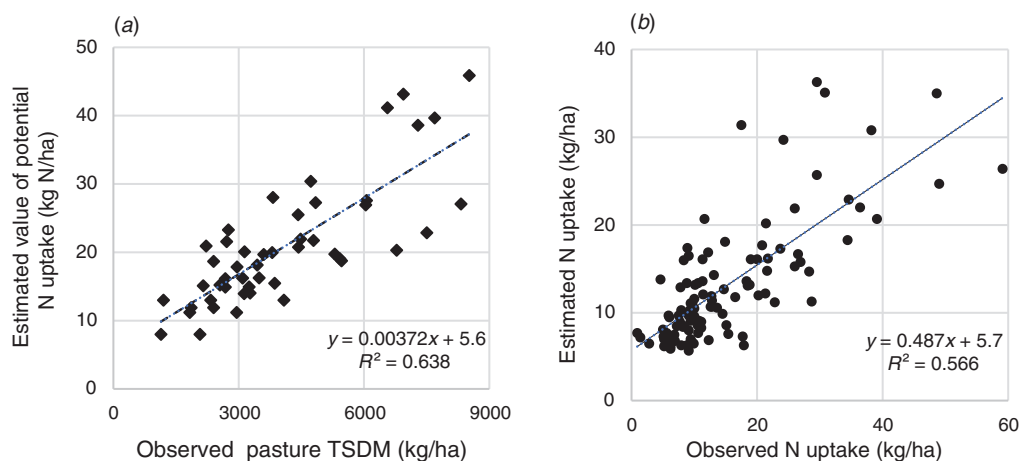 (a)
Estimated value of potential
N uptake (kg N/ha)
50
40
30
20
10
0
y = 0.00372x + 5.6
R² = 0.638
0 3000 6000 9000
Observed pasture TSDM (kg/ha)
(b)
Estimated N uptake (kg/ha)
40
30
20
10
0
y = 0.487x + 5.7
R² = 0.566
0 20 40 60
Observed N uptake (kg/ha)